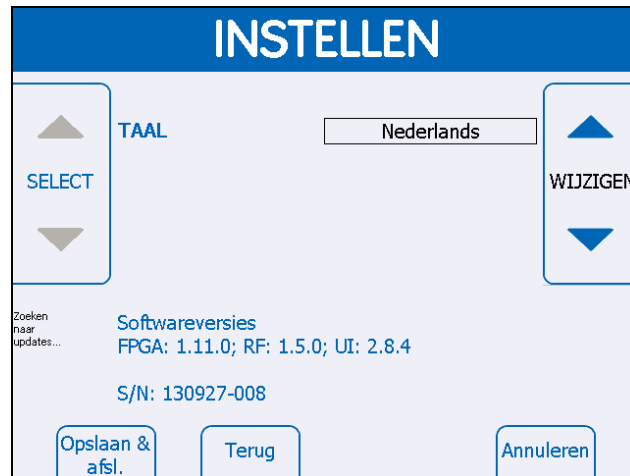 INSTELLEN
TAAL
Nederlands
SELECT
WIJZIGEN
Zoeken
naar
updates...
Softwareversies
FPGA: 1.11.0; RF: 1.5.0; UI: 2.8.4
S/N: 130927-008
Opslaan &
afsl.
Terug
Annuleren